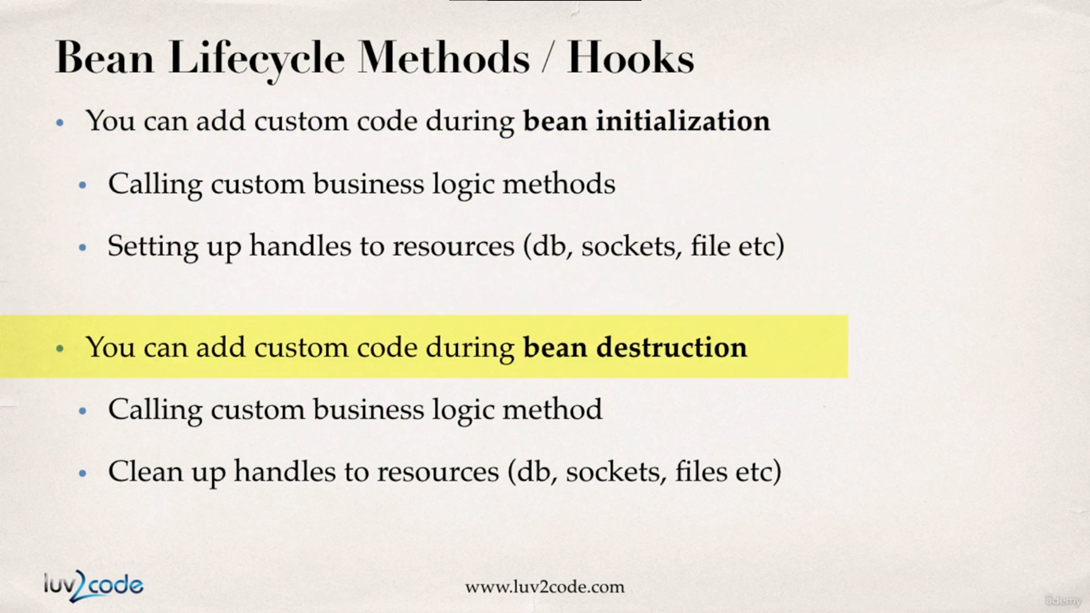 Bean Lifecycle Methods / Hooks
• You can add custom code during bean initialization
• Calling custom business logic methods
• Setting up handles to resources (db, sockets, file etc)
• You can add custom code during bean destruction
• Calling custom business logic method
• Clean up handles to resources (db, sockets, files etc)
luv2code
www.luv2code.com
Udemy